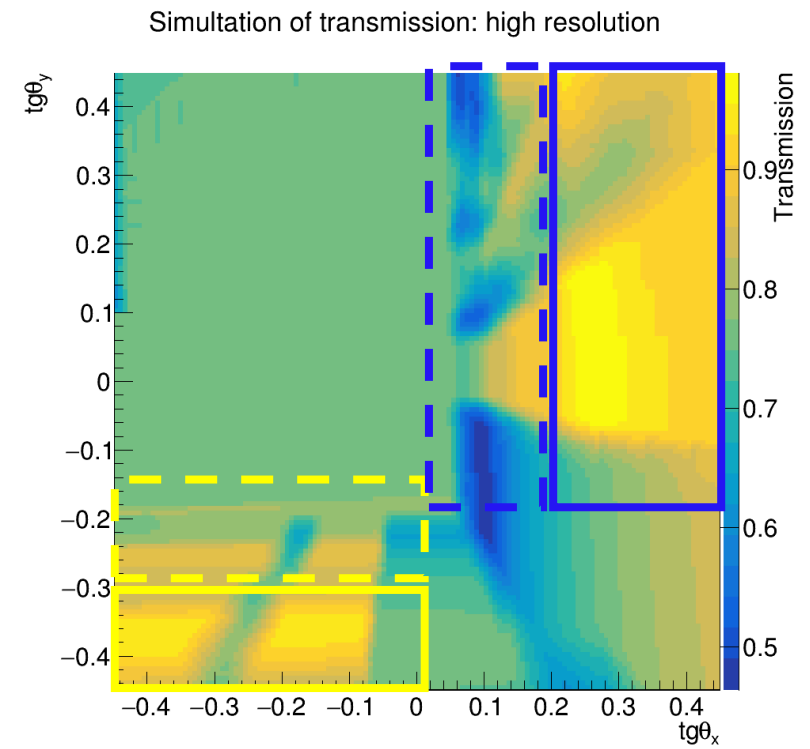 Simultation of transmission: high resolution
tgθy
0.4
0.3
0.2
0.1
0
−0.1
−0.2
−0.3
−0.4
−0.4 −0.3 −0.2 −0.1 0 0.1 0.2 0.3 0.4
tgθx
Transmission
0.9
0.8
0.7
0.6
0.5